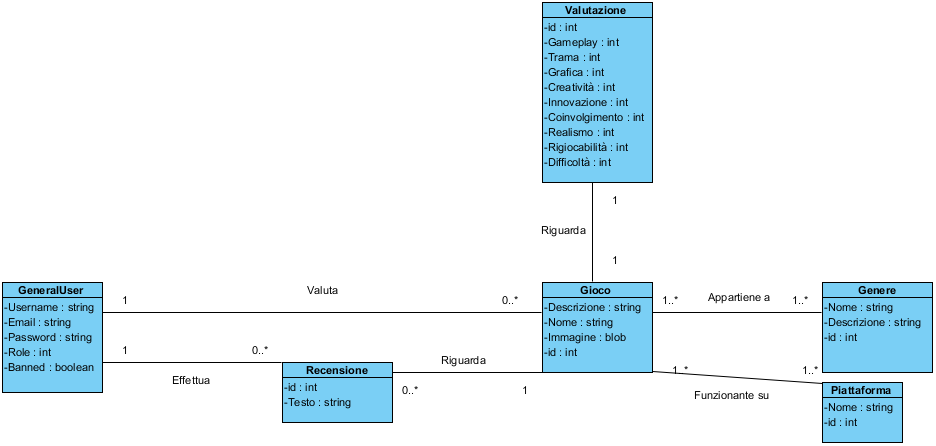 Valutazione
-id : int
-Gameplay : int
-Trama : int
-Grafica : int
-Creatività : int
-Innovazione : int
-Coinvolgimento : int
-Realismo : int
-Rigiocabilità : int
-Difficoltà : int
1
Riguarda
1
GeneralUser
-Username : string
-Email : string
-Password : string
-Role : int
-Banned : boolean
1
Valuta
0..*
Gioco
-Descrizione : string
-Nome : string
-Immagine : blob
-id : int
1..*
Appartiene a
1..*
Genere
-Nome : string
-Descrizione : string
-id : int
1
0..*
Effettua
Recensione
-id : int
-Testo : string
Riguarda
0..*
1
1..*
1..*
Funzionante su
Piattaforma
-Nome : string
-id : int